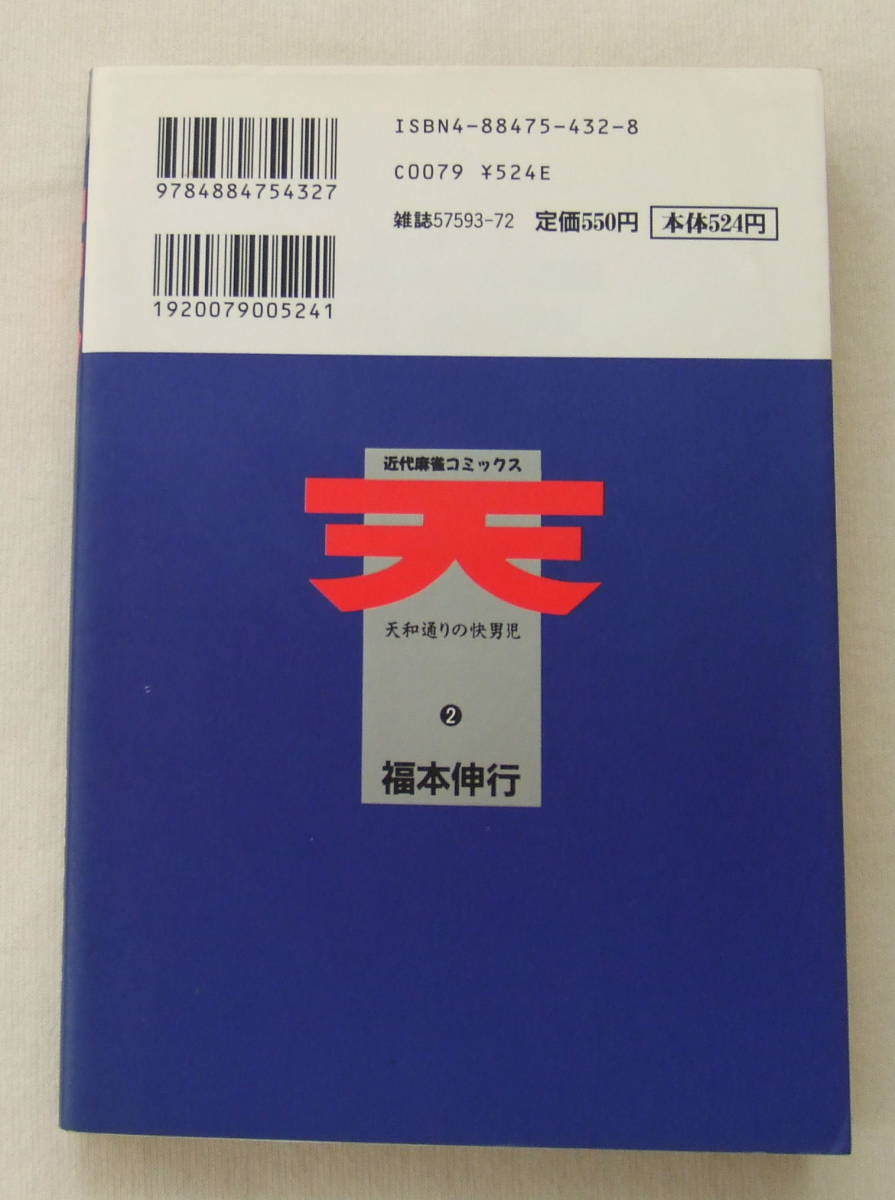 ISBN4-88475-432-8
9784884754327
C0079 ¥524E
雑誌57593-72 定価550円 本体524円
1920079005241
近代麻雀コミックス
天
天和通りの快男児
❷
福本伸行